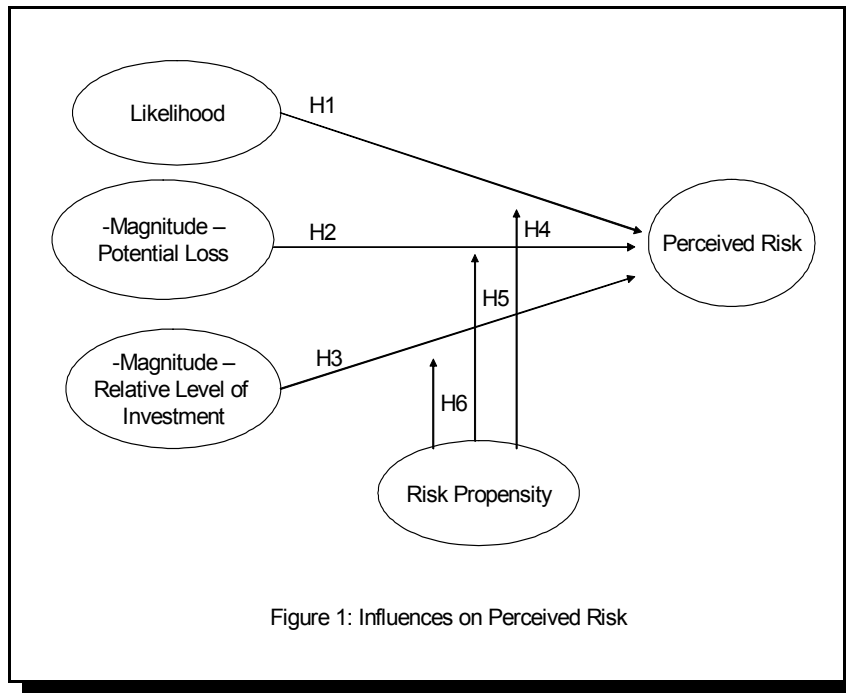 Likelihood
H1
-Magnitude –
Potential Loss
H2
H4
Perceived Risk
H5
-Magnitude –
Relative Level of
Investment
H3
H6
Risk Propensity
Figure 1: Influences on Perceived Risk